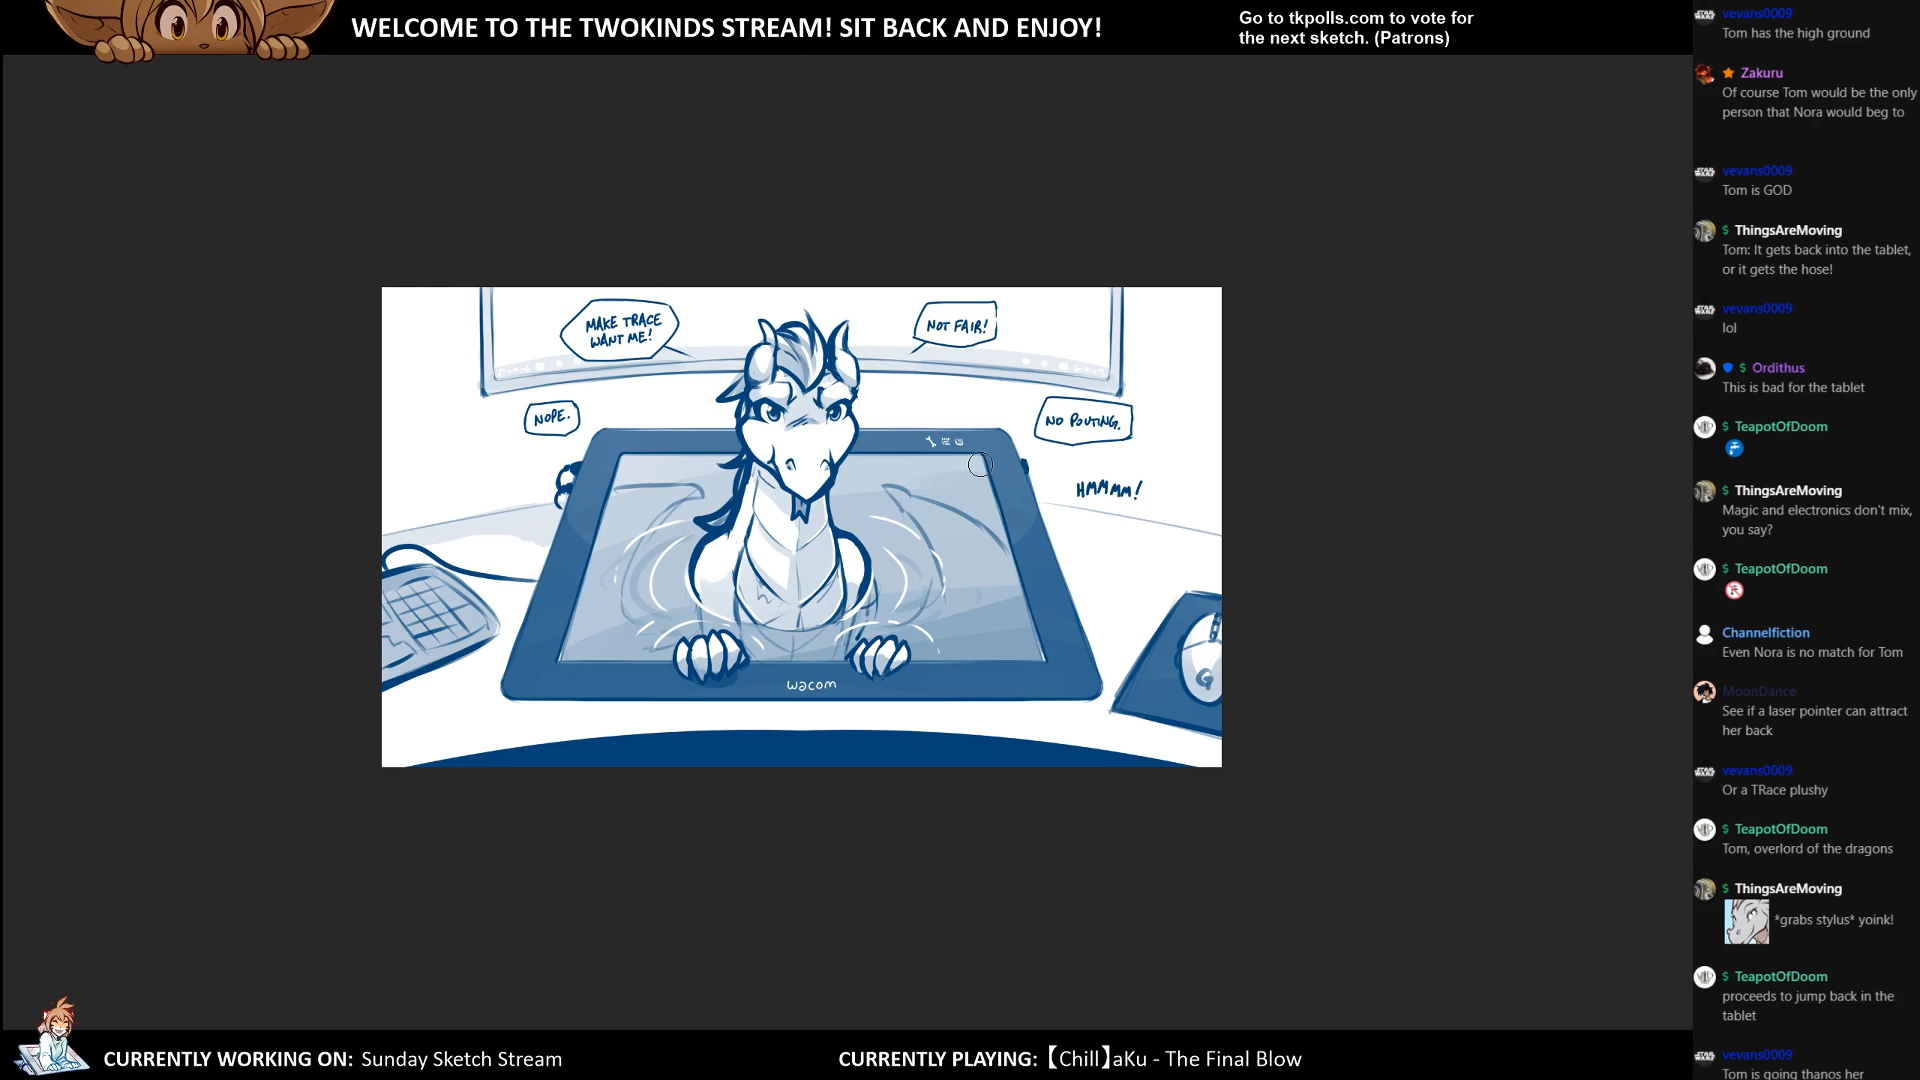 WELCOME TO THE TWOKINDS STREAM! SIT BACK AND ENJOY!
Go to tkpolls.com to vote for
the next sketch. (Patrons)
MAKE TRACE
WANT ME!
NOT FAIR!
NOPE.
NO POUTING.
HMMMM!
wacom
G
CURRENTLY WORKING ON: Sunday Sketch Stream
CURRENTLY PLAYING:【Chill】aKu - The Final Blow
vevans0009
Tom has the high ground
Zakuru
Of course Tom would be the only
person that Nora would beg to
vevans0009
Tom is GOD
$ ThingsAreMoving
Tom: It gets back into the tablet,
or it gets the hose!
vevans0009
lol
$ Ordithus
This is bad for the tablet
$ TeapotOfDoom
$ ThingsAreMoving
Magic and electronics don't mix,
you say?
$ TeapotOfDoom
Channelfiction
Even Nora is no match for Tom
MoonDance
See if a laser pointer can attract
her back
vevans0009
Or a TRace plushy
$ TeapotOfDoom
Tom, overlord of the dragons
$ ThingsAreMoving
*grabs stylus* yoink!
$ TeapotOfDoom
proceeds to jump back in the
tablet
vevans0009
Tom is going thanos her